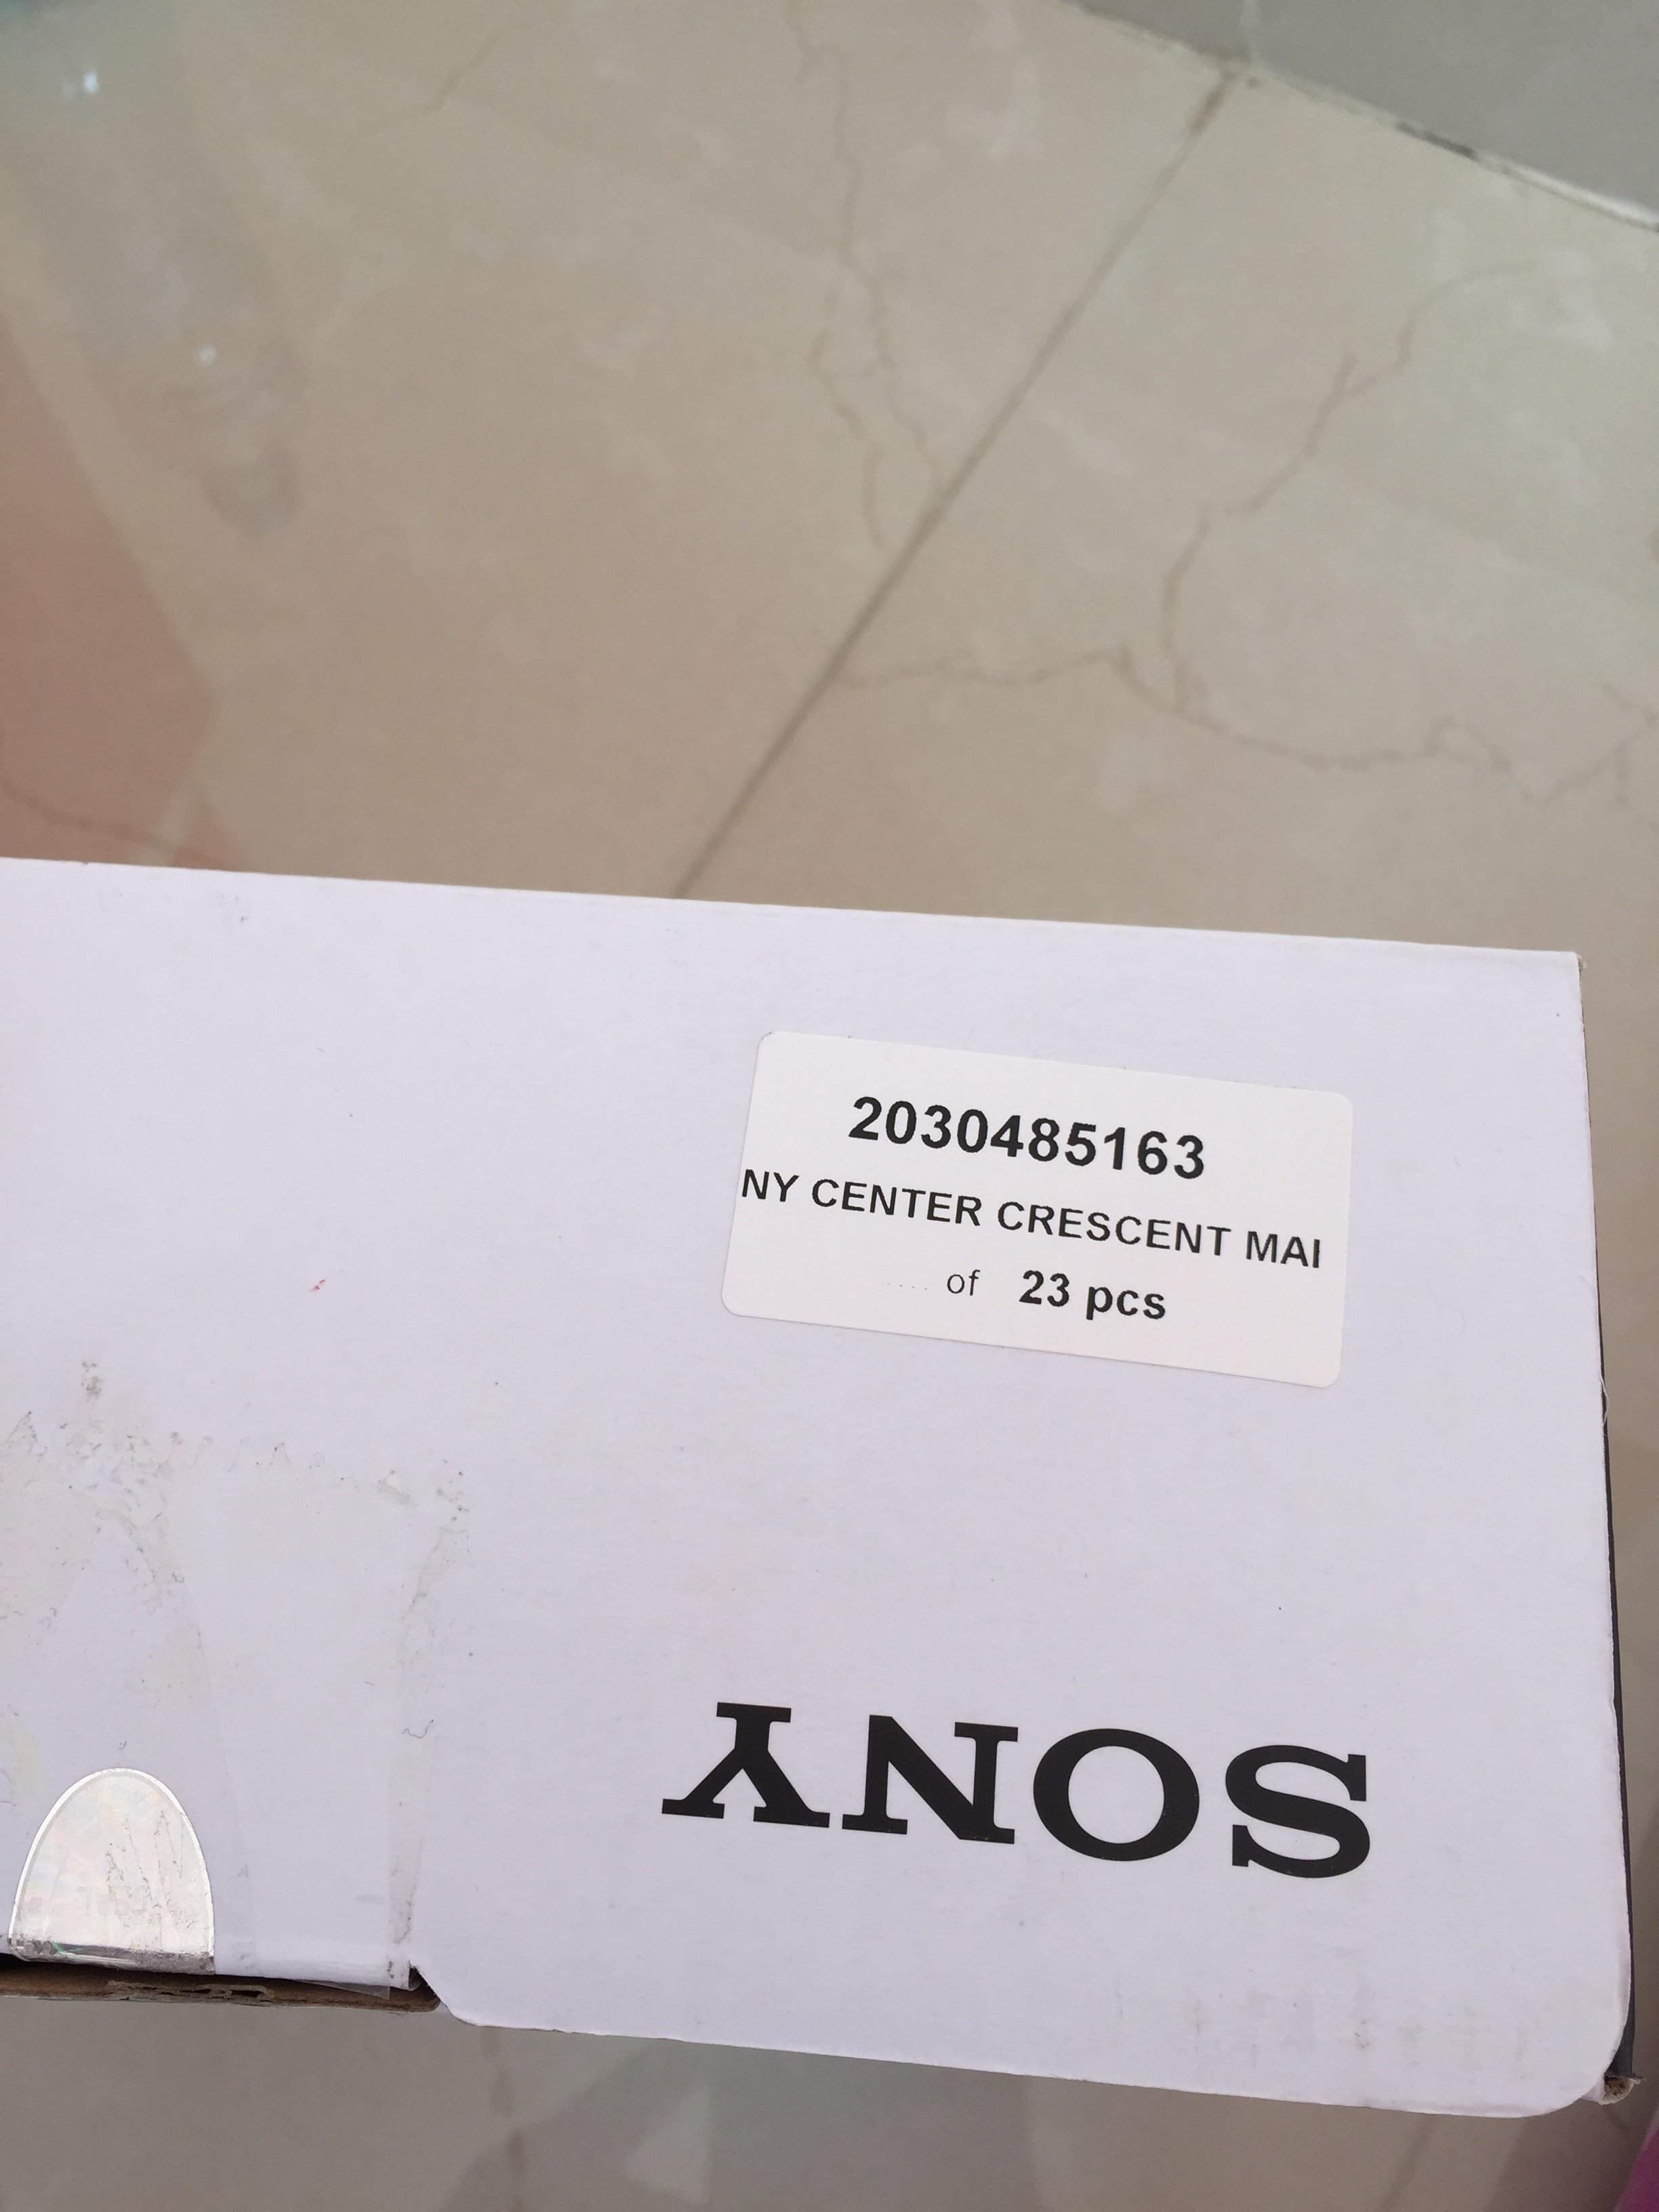 2030485163
NY CENTER CRESCENT MAI
of 23 pcs
SONY